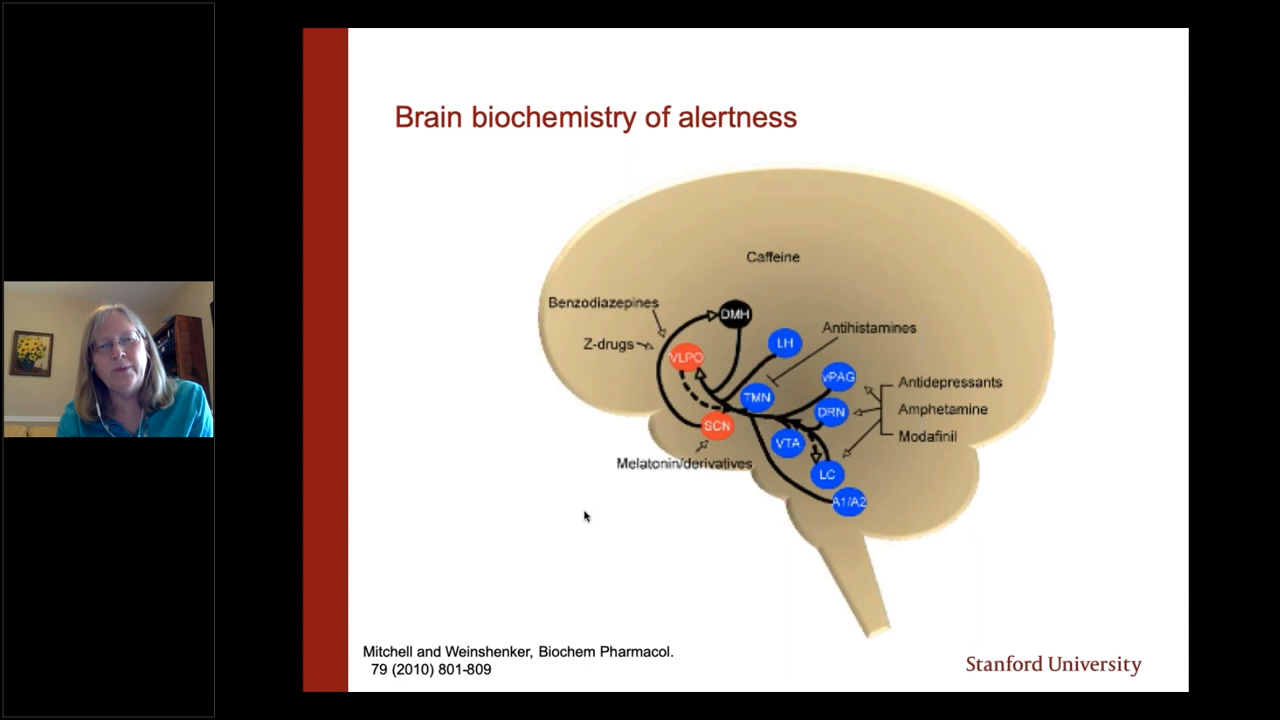 Brain biochemistry of alertness
Caffeine
Benzodiazepines
DMH
Antihistamines
Z-drugs
LH
VLPO
vPAG
Antidepressants
TMN
DRN
Amphetamine
SCN
VTA
Modafinil
Melatonin/derivatives
LC
A1/A2
Mitchell and Weinshenker, Biochem Pharmacol.
79 (2010) 801-809
Stanford University